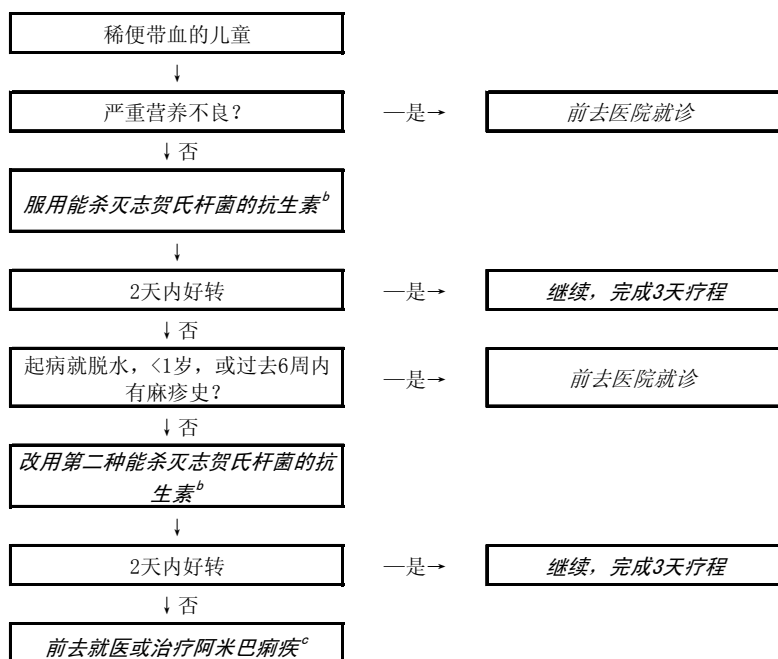 稀便带血的儿童
↓
严重营养不良?
—是→
前去医院就诊
↓否
服用能杀灭志贺氏杆菌的抗生素b
↓
2天内好转
—是→
继续，完成3天疗程
↓否
起病就脱水，<1岁，或过去6周内
有麻疹史?
—是→
前去医院就诊
↓否
改用第二种能杀灭志贺氏杆菌的抗
生素b
↓
2天内好转
—是→
继续，完成3天疗程
↓否
前去就医或治疗阿米巴痢疾c